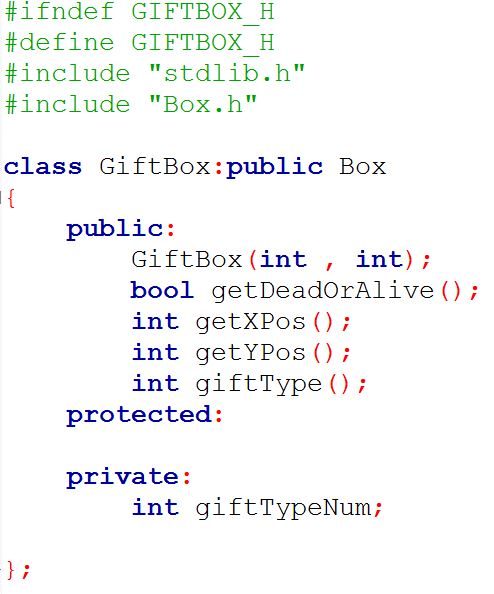 #ifndef GIFTBOX_H
#define GIFTBOX_H
#include "stdlib.h"
#include "Box.h"
class GiftBox:public Box
{
public:
GiftBox(int , int);
bool getDeadOrAlive();
int getXPos();
int getYPos();
int giftType();
protected:
private:
int giftTypeNum;
};